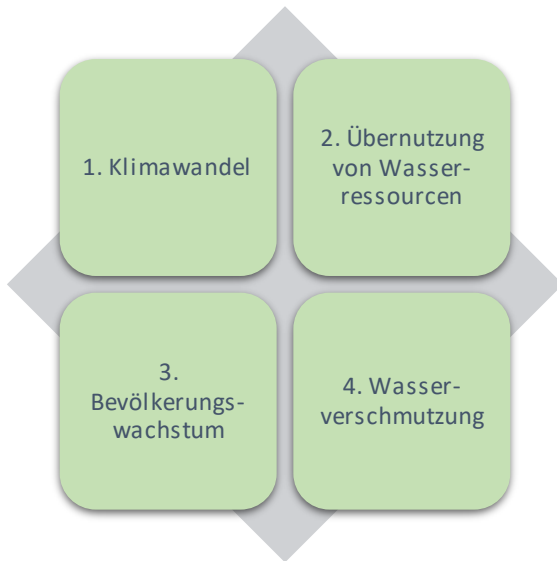 1. Klimawandel
2. Übernutzung
von Wasser-
ressourcen
3.
Bevölkerungs-
wachstum
4. Wasser-
verschmutzung